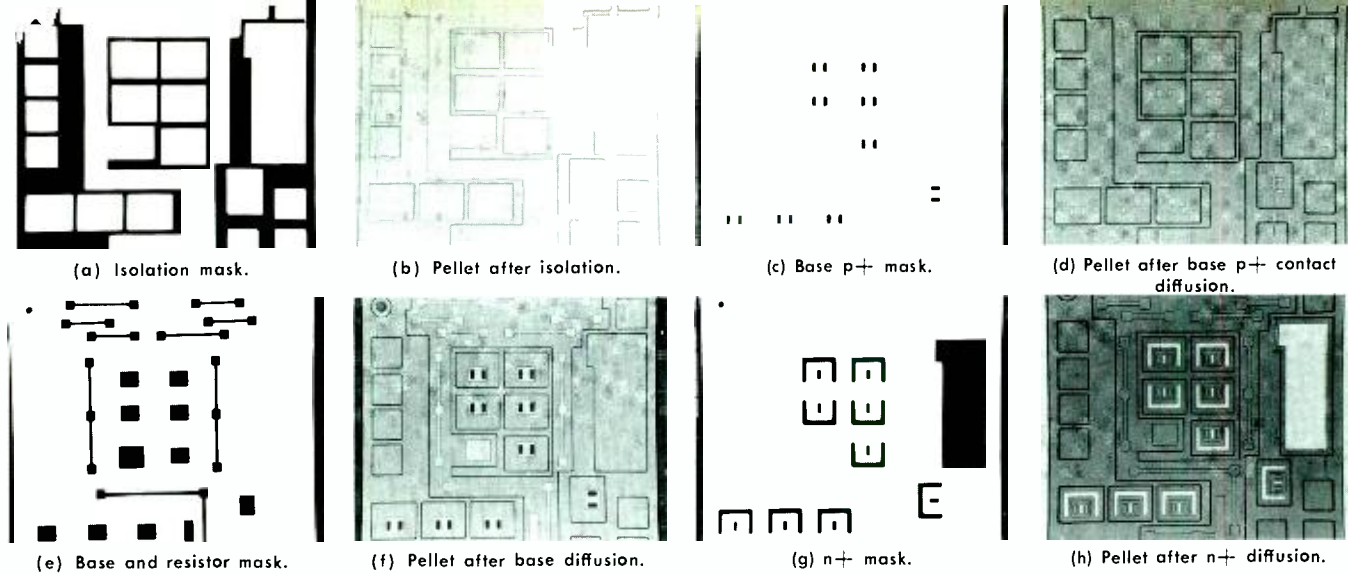 (a) Isolation mask.
(b) Pellet after isolation.
(c) Base p+ mask.
(d) Pellet after base p+ contact
diffusion.
(e) Base and resistor mask.
(f) Pellet after base diffusion.
(g) n+ mask.
(h) Pellet after n+ diffusion.